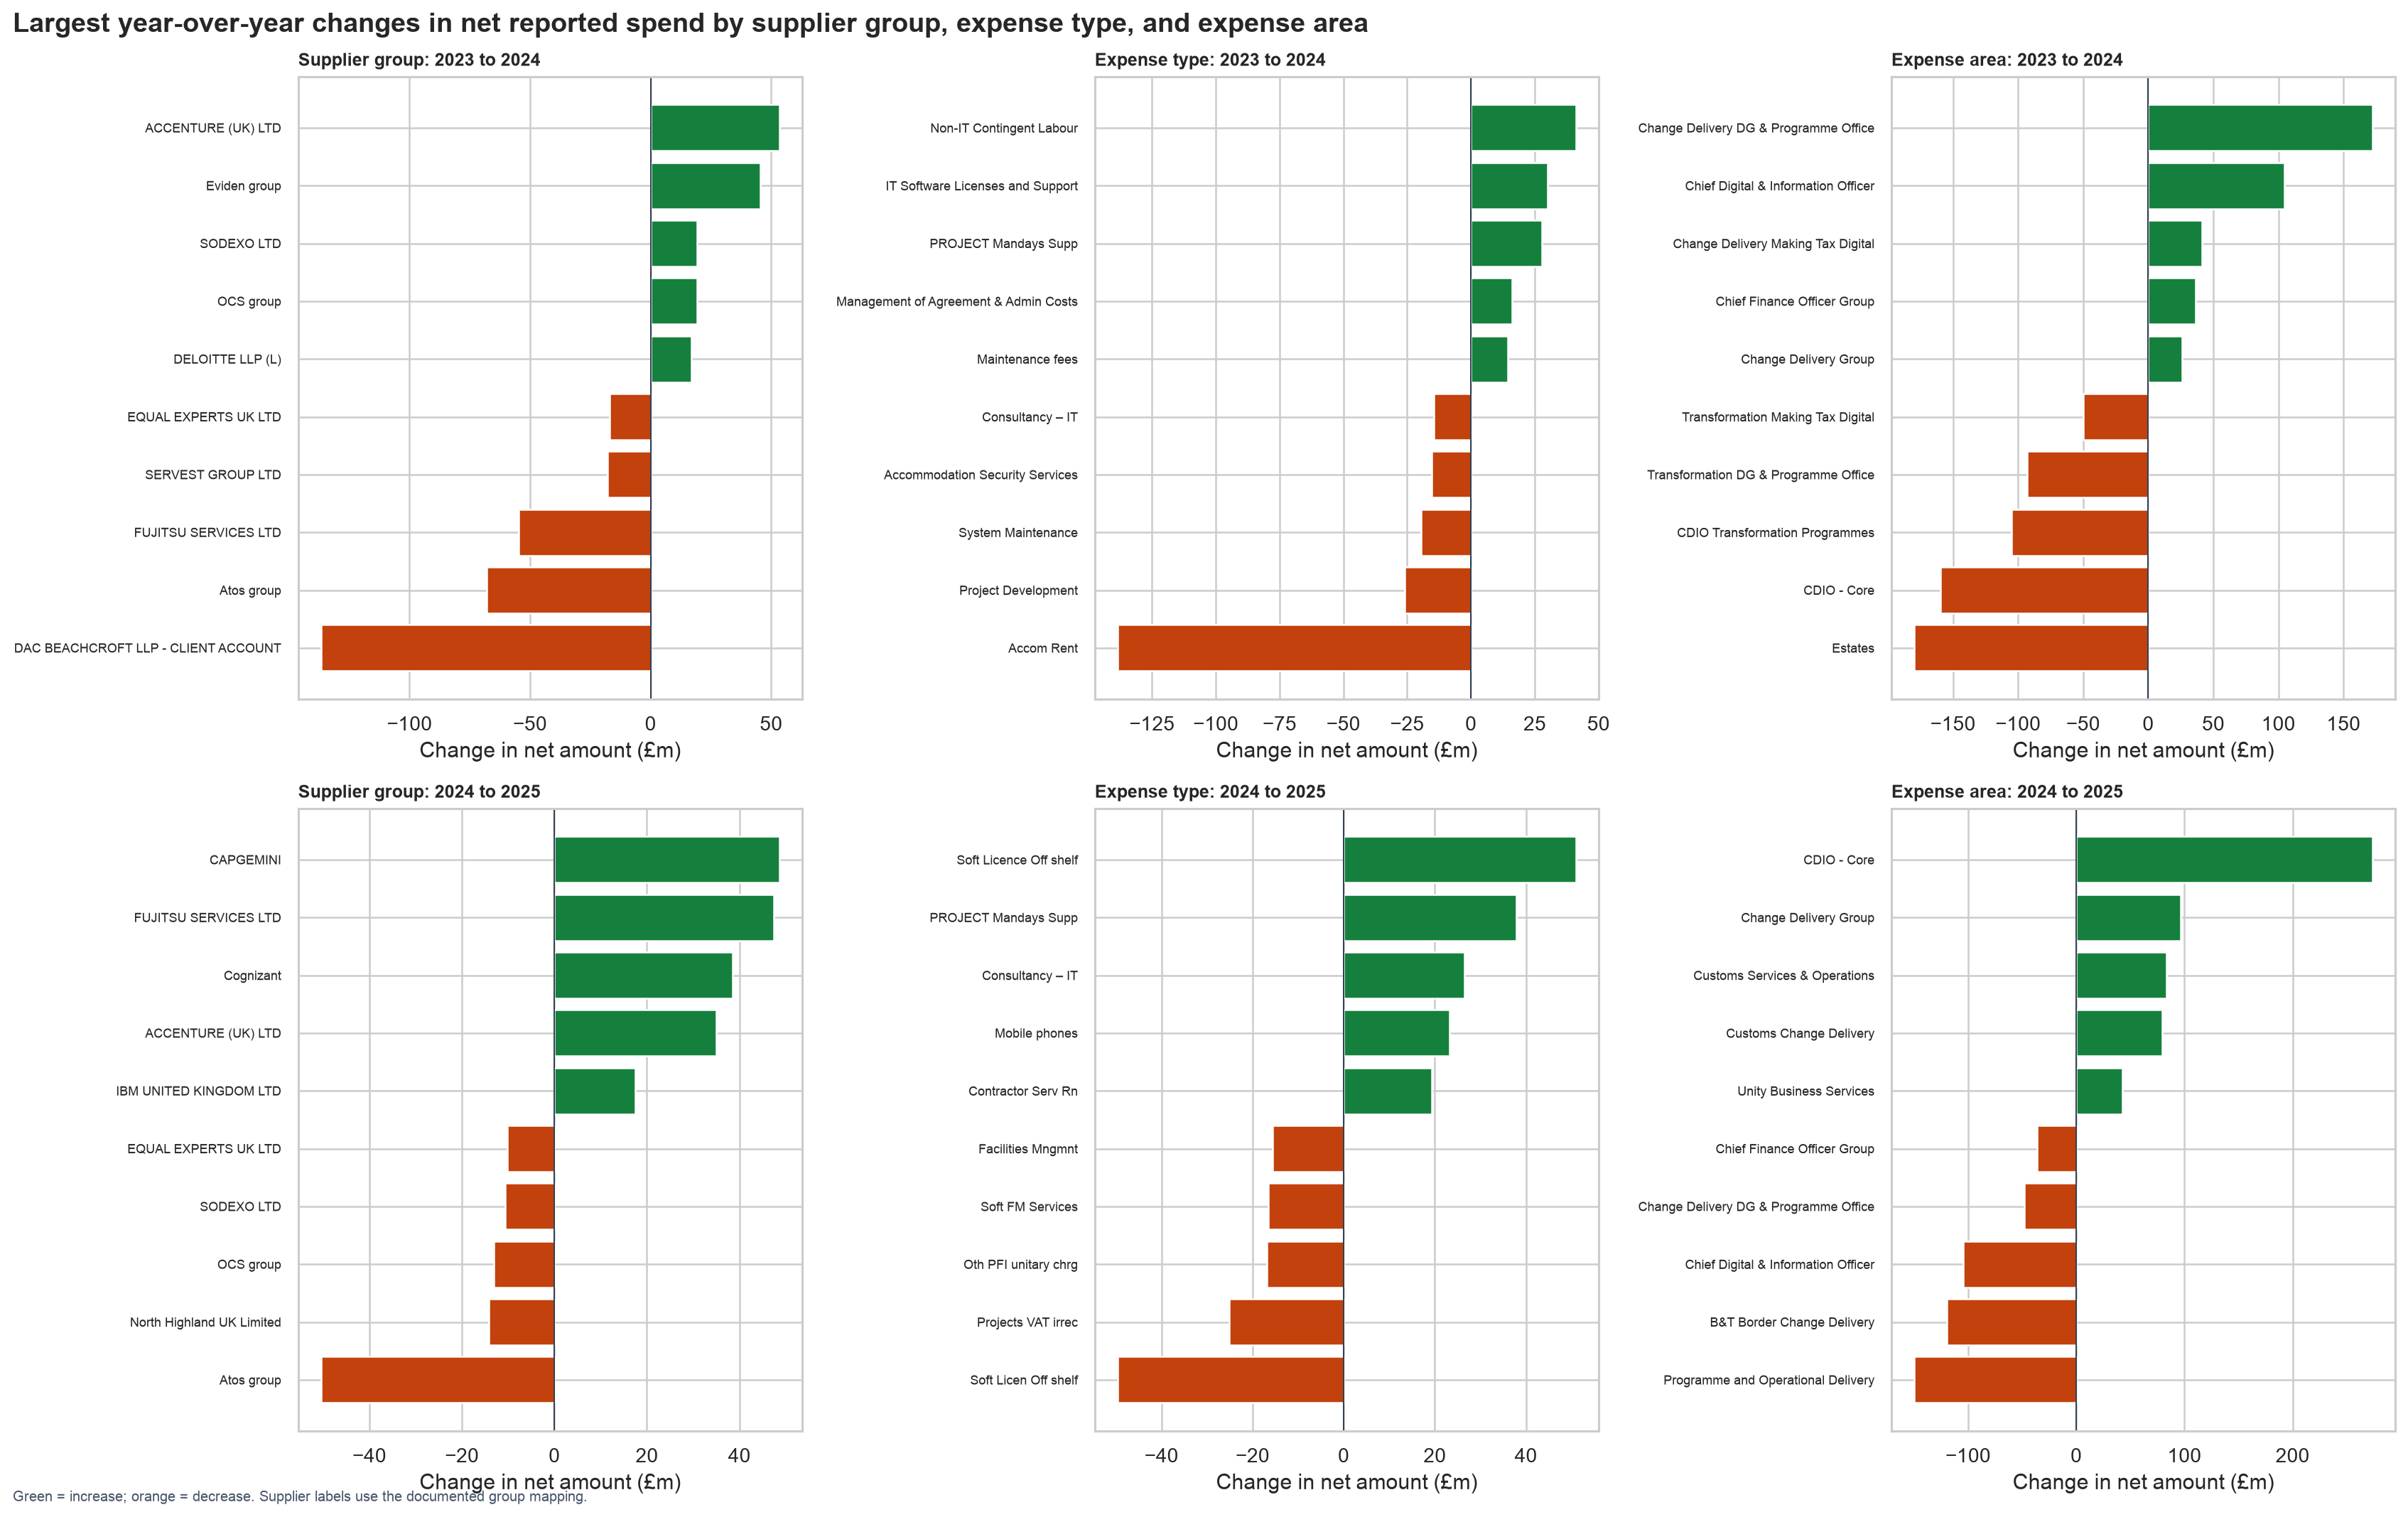 Largest year-over-year changes in net reported spend by supplier group, expense type, and expense area
Supplier group: 2023 to 2024
ACCENTURE (UK) LTD
Eviden group
SODEXO LTD
OCS group
DELOITTE LLP (L)
EQUAL EXPERTS UK LTD
SERVEST GROUP LTD
FUJITSU SERVICES LTD
Atos group
DAC BEACHCROFT LLP - CLIENT ACCOUNT
−100 −50 0 50
Change in net amount (£m)
Expense type: 2023 to 2024
Non-IT Contingent Labour
IT Software Licenses and Support
PROJECT Mandays Supp
Management of Agreement & Admin Costs
Maintenance fees
Consultancy – IT
Accommodation Security Services
System Maintenance
Project Development
Accom Rent
−125 −100 −75 −50 −25 0 25 50
Change in net amount (£m)
Expense area: 2023 to 2024
Change Delivery DG & Programme Office
Chief Digital & Information Officer
Change Delivery Making Tax Digital
Chief Finance Officer Group
Change Delivery Group
Transformation Making Tax Digital
Transformation DG & Programme Office
CDIO Transformation Programmes
CDIO - Core
Estates
−150 −100 −50 0 50 100 150
Change in net amount (£m)
Supplier group: 2024 to 2025
CAPGEMINI
FUJITSU SERVICES LTD
Cognizant
ACCENTURE (UK) LTD
IBM UNITED KINGDOM LTD
EQUAL EXPERTS UK LTD
SODEXO LTD
OCS group
North Highland UK Limited
Atos group
−40 −20 0 20 40
Change in net amount (£m)
Expense type: 2024 to 2025
Soft Licence Off shelf
PROJECT Mandays Supp
Consultancy – IT
Mobile phones
Contractor Serv Rn
Facilities Mngmnt
Soft FM Services
Oth PFI unitary chrg
Projects VAT irrec
Soft Licen Off shelf
−40 −20 0 20 40
Change in net amount (£m)
Expense area: 2024 to 2025
CDIO - Core
Change Delivery Group
Customs Services & Operations
Customs Change Delivery
Unity Business Services
Chief Finance Officer Group
Change Delivery DG & Programme Office
Chief Digital & Information Officer
B&T Border Change Delivery
Programme and Operational Delivery
−100 0 100 200
Change in net amount (£m)
Green = increase; orange = decrease. Supplier labels use the documented group mapping.